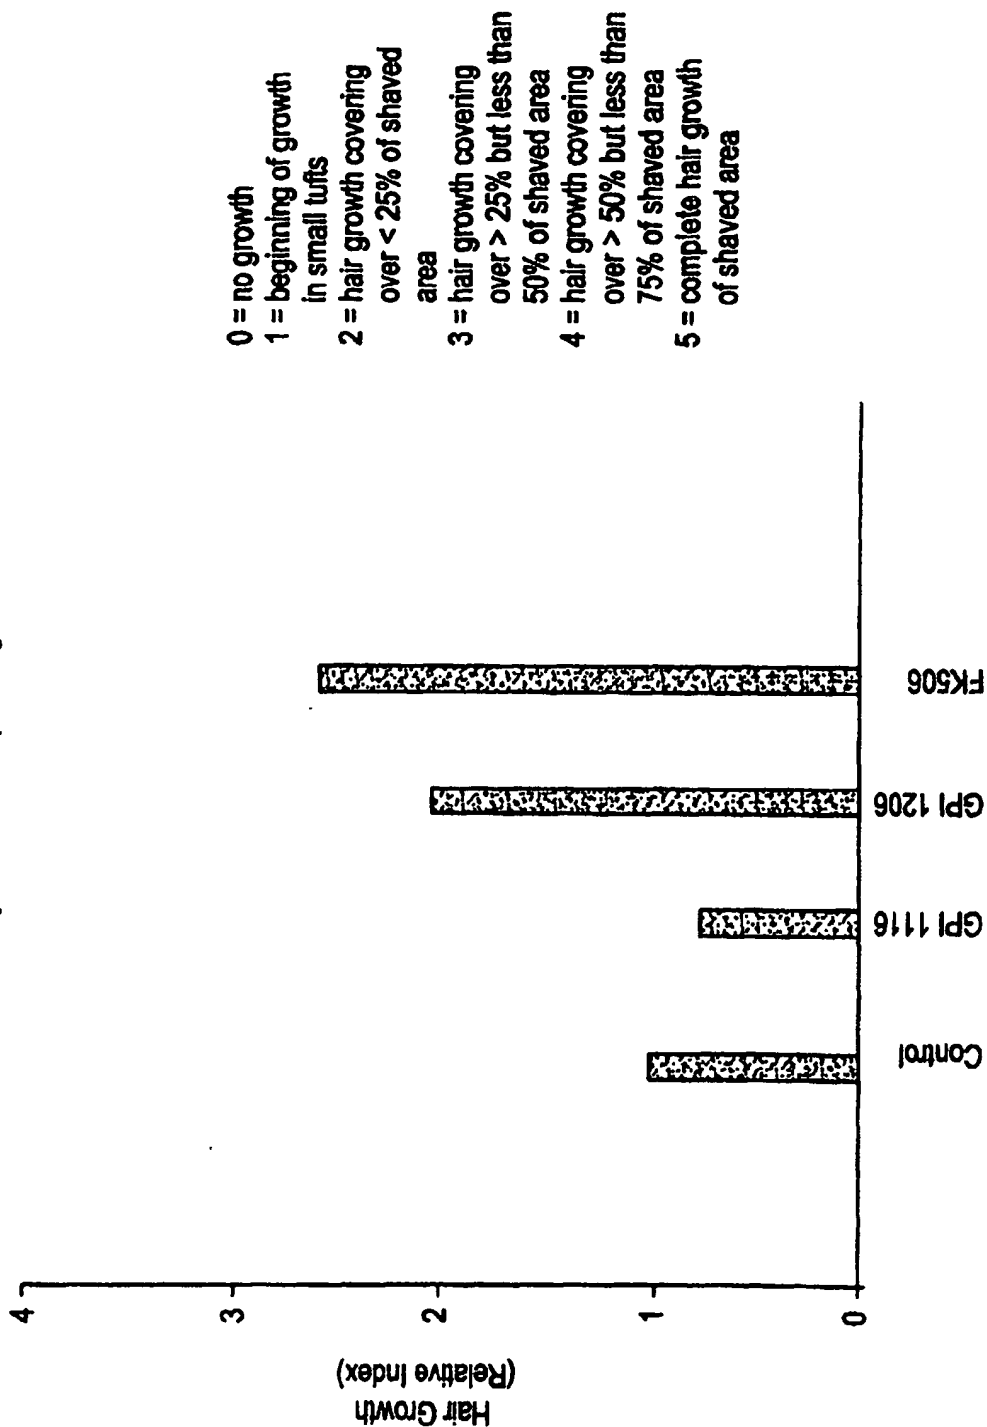 Hair Growth
(Relative Index)
4
3
2
1
0
Control
GPI 1116
GPI 1206
FK506
0 = no growth
1 = beginning of growth
in small tufts
2 = hair growth covering
over < 25% of shaved
area
3 = hair growth covering
over > 25% but less than
50% of shaved area
4 = hair growth covering
over > 50% but less than
75% of shaved area
5 = complete hair growth
of shaved area